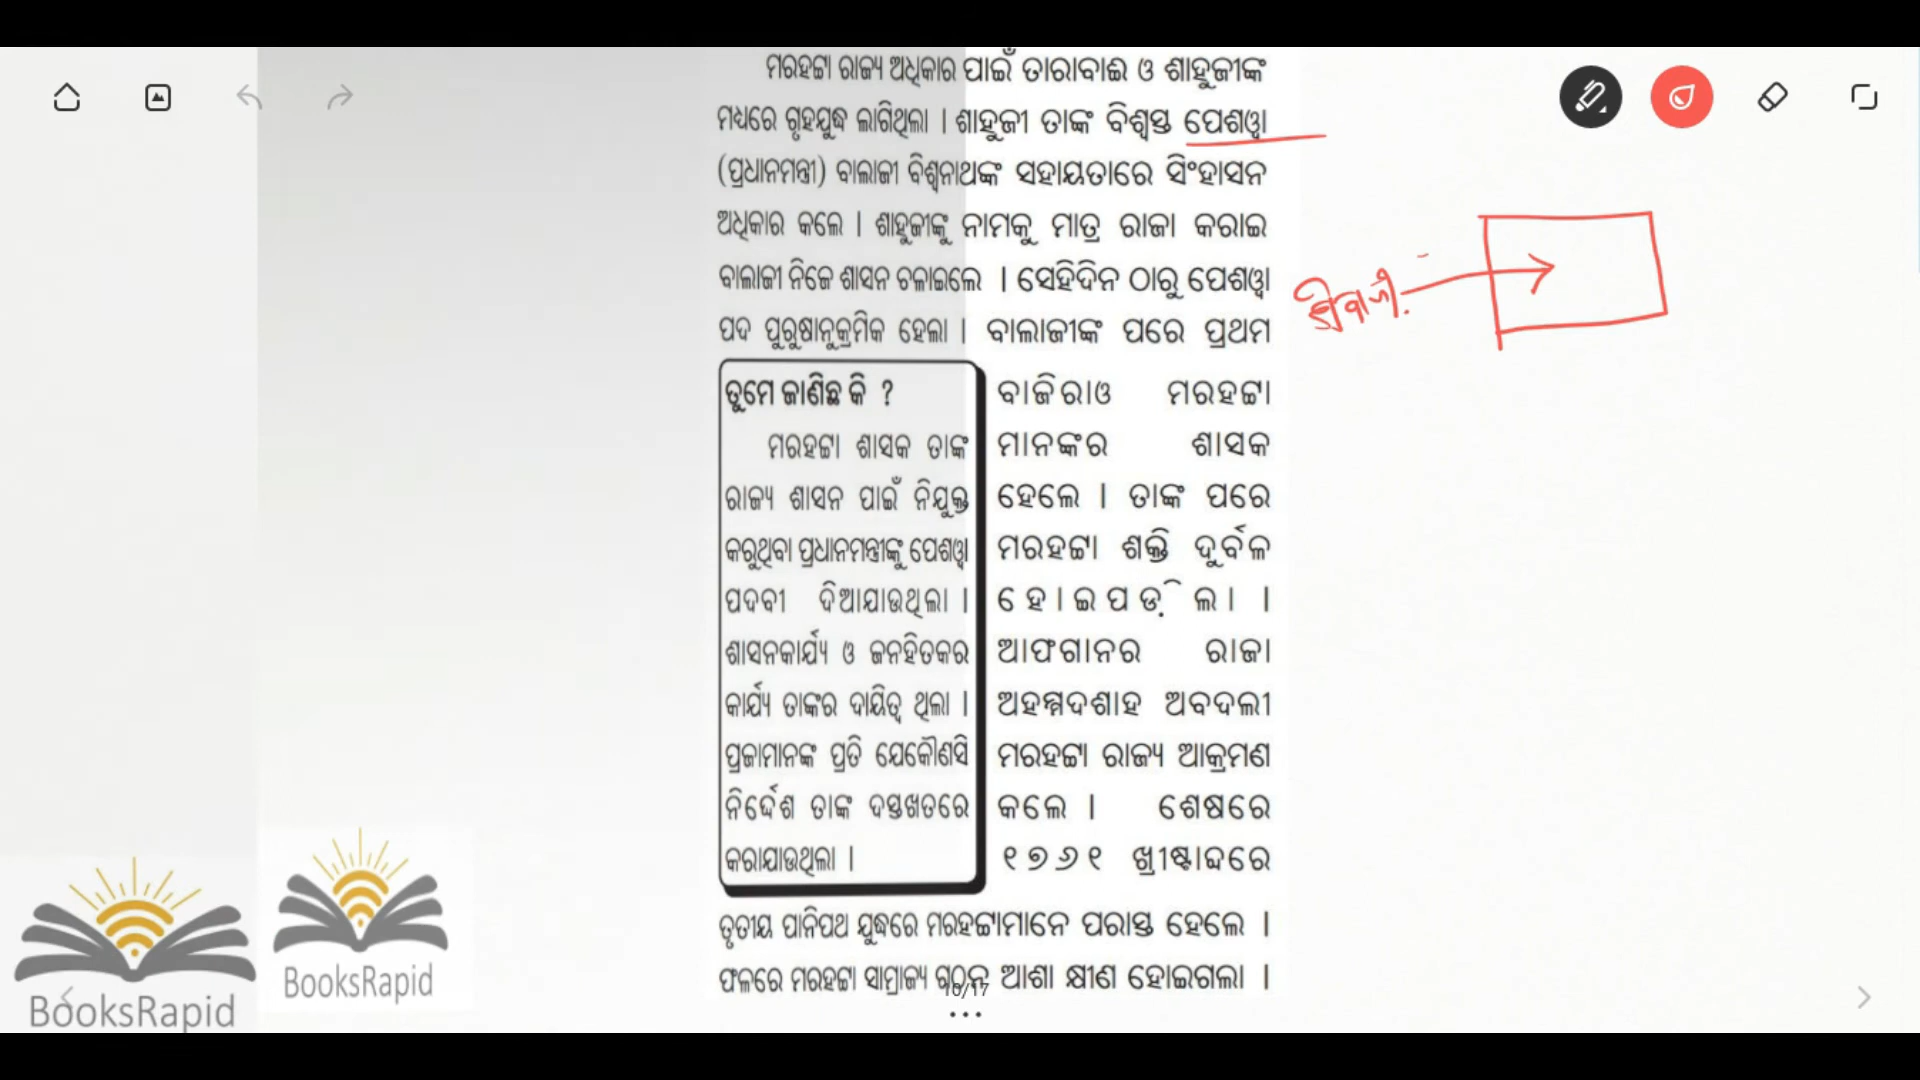 ମରହଟ୍ଟା ରାଜ୍ୟ ଅଧିକାର ପାଇଁ ତାରାବାଈ ଓ ଶାହୁଜୀଙ୍କ
ମଧ୍ୟରେ ଗୃହଯୁଦ୍ଧ ଲାଗିଥିଲା । ଶାହୁଜୀ ତାଙ୍କ ବିଶ୍ୱସ୍ତ ପେଶୱା
(ପ୍ରଧାନମନ୍ତ୍ରୀ) ବାଲାଜୀ ବିଶ୍ୱନାଥଙ୍କ ସହାୟତାରେ ସିଂହାସନ
ଅଧିକାର କଲେ । ଶାହୁଜୀଙ୍କୁ ନାମକୁ ମାତ୍ର ରାଜା କରାଇ
ବାଲାଜୀ ନିଜେ ଶାସନ ଚଳାଇଲେ । ସେହିଦିନ ଠାରୁ ପେଶୱା
ପଦ ପୁରୁଷାନୁକ୍ରମିକ ହେଲା । ବାଲାଜୀଙ୍କ ପରେ ପ୍ରଥମ
ଶିବାଜୀ
ତୁମେ ଜାଣିଛ କି ?
ମରହଟ୍ଟା ଶାସକ ତାଙ୍କ
ରାଜ୍ୟ ଶାସନ ପାଇଁ ନିଯୁକ୍ତ
କରୁଥିବା ପ୍ରଧାନମନ୍ତ୍ରୀଙ୍କୁ ପେଶୱା
ପଦବୀ ଦିଆଯାଉଥିଲା ।
ଶାସନକାର୍ଯ୍ୟ ଓ ଜନହିତକର
କାର୍ଯ୍ୟ ତାଙ୍କର ଦାୟିତ୍ୱ ଥିଲା ।
ପ୍ରଜାମାନଙ୍କ ପ୍ରତି ଯେକୌଣସି
ନିର୍ଦ୍ଦେଶ ତାଙ୍କ ଦସ୍ତଖତରେ
କରାଯାଉଥିଲା ।
ବାଜିରାଓ ମରହଟ୍ଟା
ମାନଙ୍କର ଶାସକ
ହେଲେ । ତାଙ୍କ ପରେ
ମରହଟ୍ଟା ଶକ୍ତି ଦୁର୍ବଳ
ହୋଇପଡ଼ିଲା ।
ଆଫଗାନର ରାଜା
ଅହମ୍ମଦଶାହ ଅବଦଲୀ
ମରହଟ୍ଟା ରାଜ୍ୟ ଆକ୍ରମଣ
କଲେ । ଶେଷରେ
୧୭୬୧ ଖ୍ରୀଷ୍ଟାବ୍ଦରେ
ତୃତୀୟ ପାନିପଥ ଯୁଦ୍ଧରେ ମରହଟ୍ଟାମାନେ ପରାସ୍ତ ହେଲେ ।
ଫଳରେ ମରହଟ୍ଟା ସାମ୍ରାଜ୍ୟ ଗଠନ ଆଶା କ୍ଷୀଣ ହୋଇଗଲା ।
10/17
BooksRapid
BooksRapid